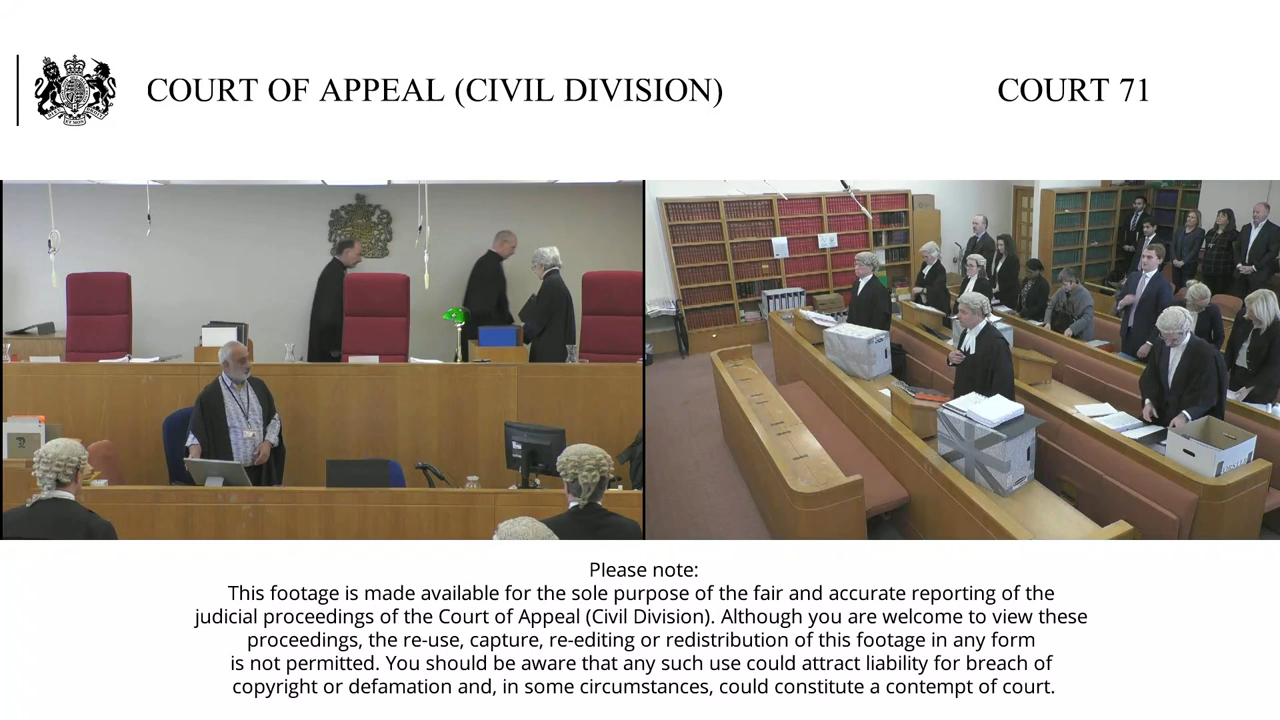 COURT OF APPEAL (CIVIL DIVISION)
COURT 71
Please note:
This footage is made available for the sole purpose of the fair and accurate reporting of the
judicial proceedings of the Court of Appeal (Civil Division). Although you are welcome to view these
proceedings, the re-use, capture, re-editing or redistribution of this footage in any form
is not permitted. You should be aware that any such use could attract liability for breach of
copyright or defamation and, in some circumstances, could constitute a contempt of court.